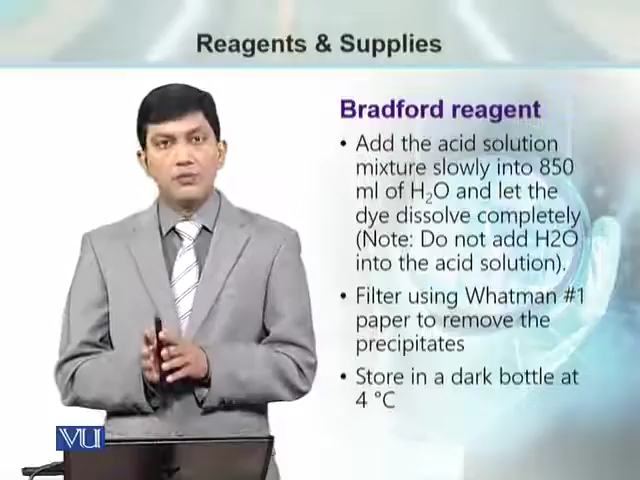 Reagents & Supplies
Bradford reagent
• Add the acid solution
mixture slowly into 850
ml of H₂O and let the
dye dissolve completely
(Note: Do not add H2O
into the acid solution).
• Filter using Whatman #1
paper to remove the
precipitates
• Store in a dark bottle at
4 °C
VU